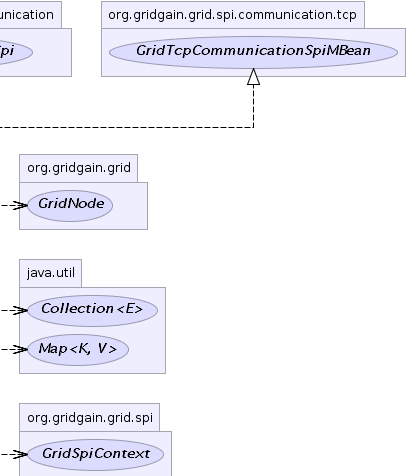 unication
org.gridgain.grid.spi.communication.tcp
pi
GridTcpCommunicationSpiMBean
org.gridgain.grid
GridNode
java.util
Collection<E>
Map<K, V>
org.gridgain.grid.spi
GridSpiContext